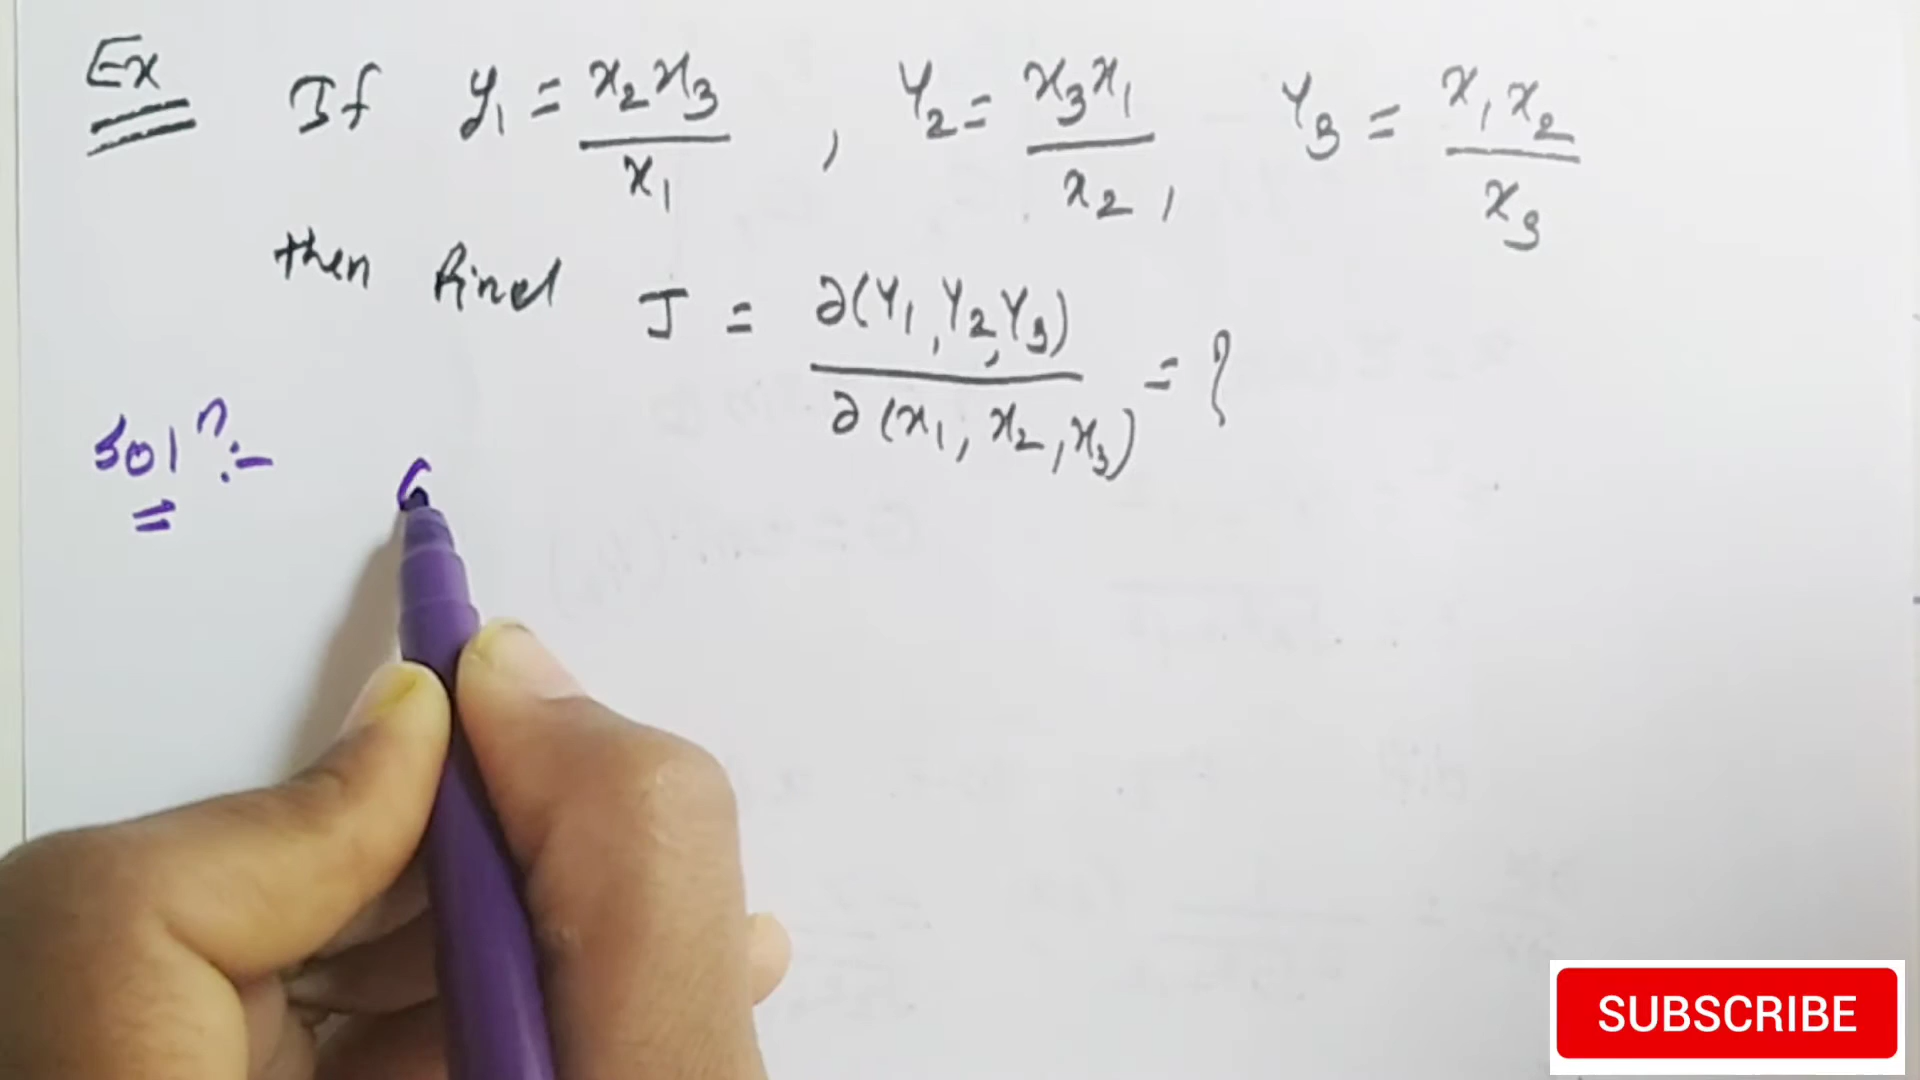 Ex If y₁ = x₂x₃/x₁ , Y₂ = x₃x₁/x₂ , Y₃ = x₁x₂/x₃
then find J = ∂(Y₁,Y₂,Y₃)/∂(x₁,x₂,x₃) = ?
Solⁿ:-
SUBSCRIBE